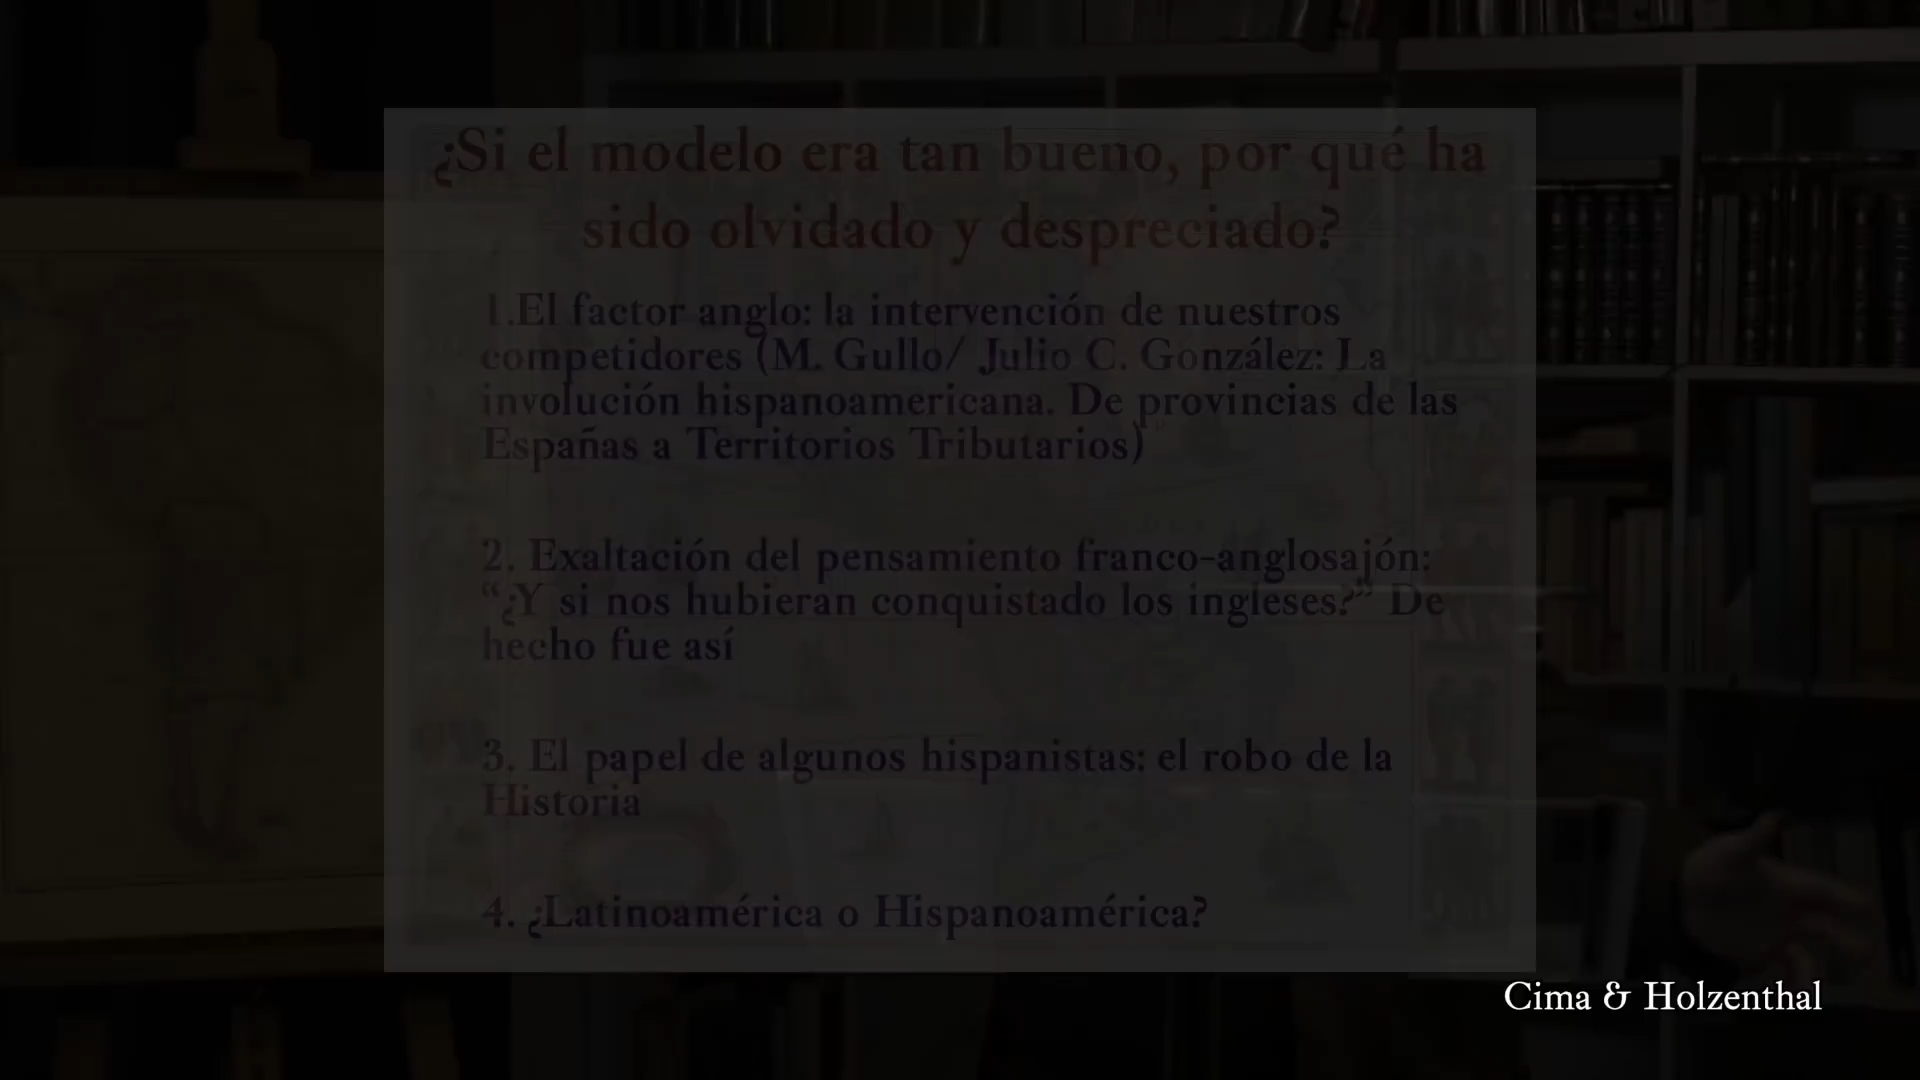 ¿Si el modelo era tan bueno, por qué ha
sido olvidado y despreciado?
1.El factor anglo: la intervención de nuestros
competidores (M. Gullo/ Julio C. González: La
involución hispanoamericana. De provincias de las
Españas a Territorios Tributarios)
2. Exaltación del pensamiento franco-anglosajón:
“¿Y si nos hubieran conquistado los ingleses?” De
hecho fue así
3. El papel de algunos hispanistas: el robo de la
Historia
4. ¿Latinoamérica o Hispanoamérica?
Cima & Holzenthal